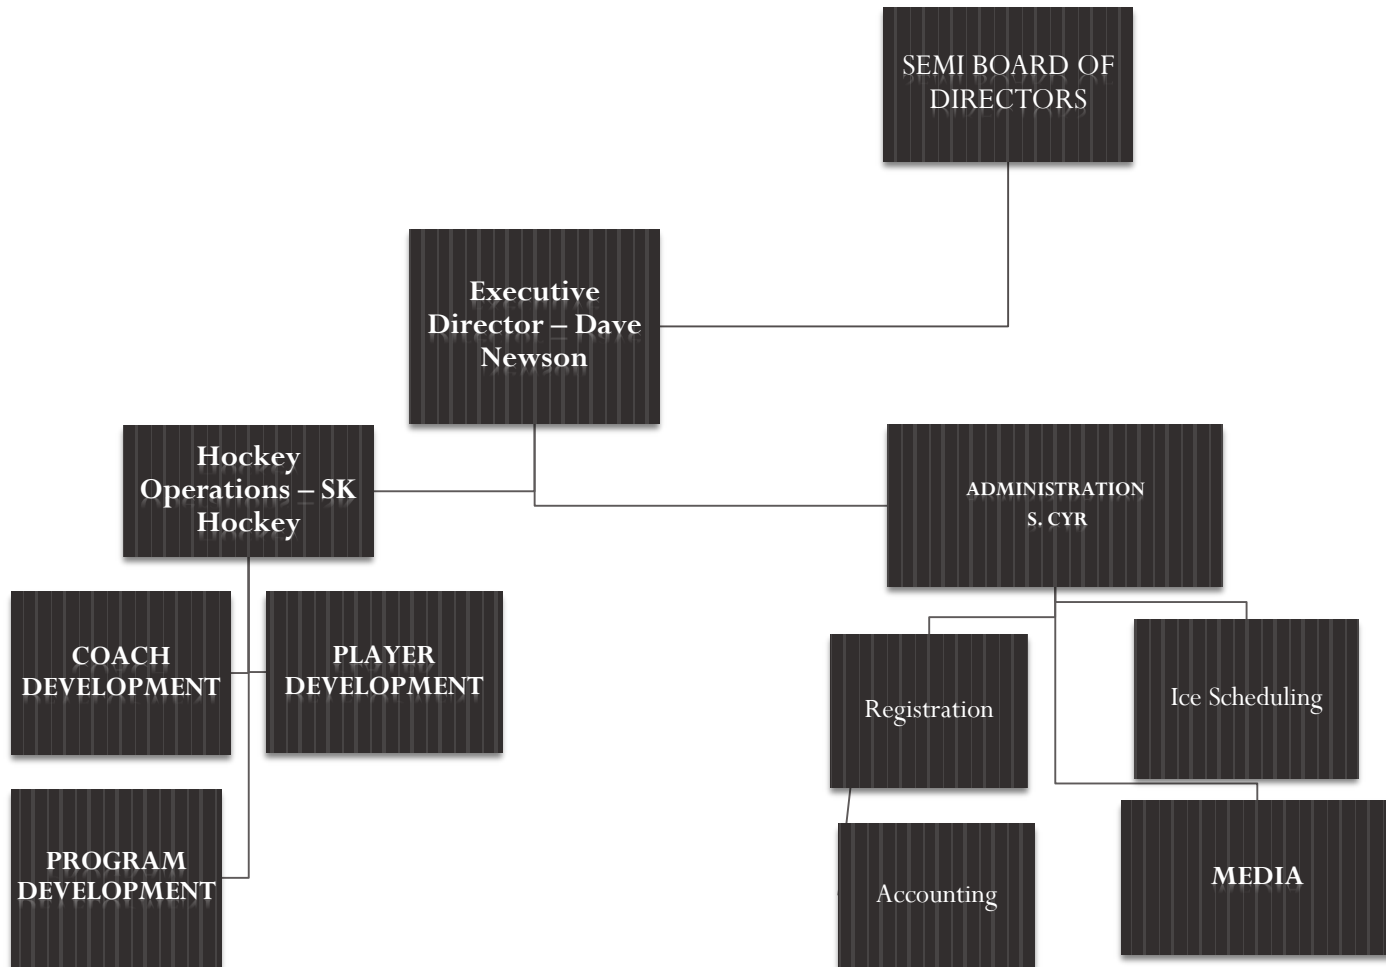 SEMI BOARD OF
DIRECTORS
Executive
Director – Dave
Newson
Hockey
Operations – SK
Hockey
ADMINISTRATION
S. CYR
COACH
DEVELOPMENT
PLAYER
DEVELOPMENT
Registration
Ice Scheduling
PROGRAM
DEVELOPMENT
Accounting
MEDIA